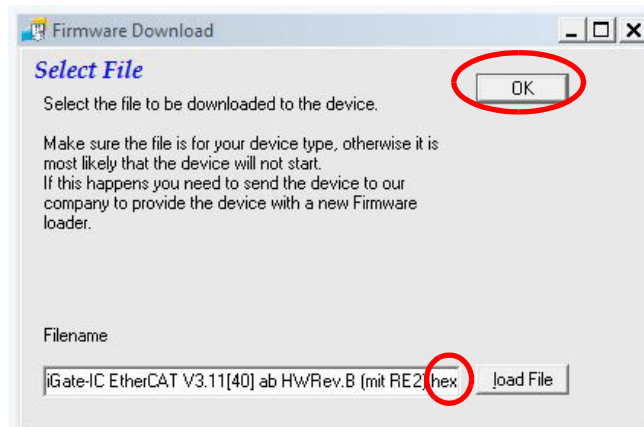 Firmware Download
Select File
OK
Select the file to be downloaded to the device.
Make sure the file is for your device type, otherwise it is
most likely that the device will not start.
If this happens you need to send the device to our
company to provide the device with a new Firmware
loader.
Filename
iGate-IC EtherCAT V3.11[40] ab HWRev.B (mit RE2).hex
load File